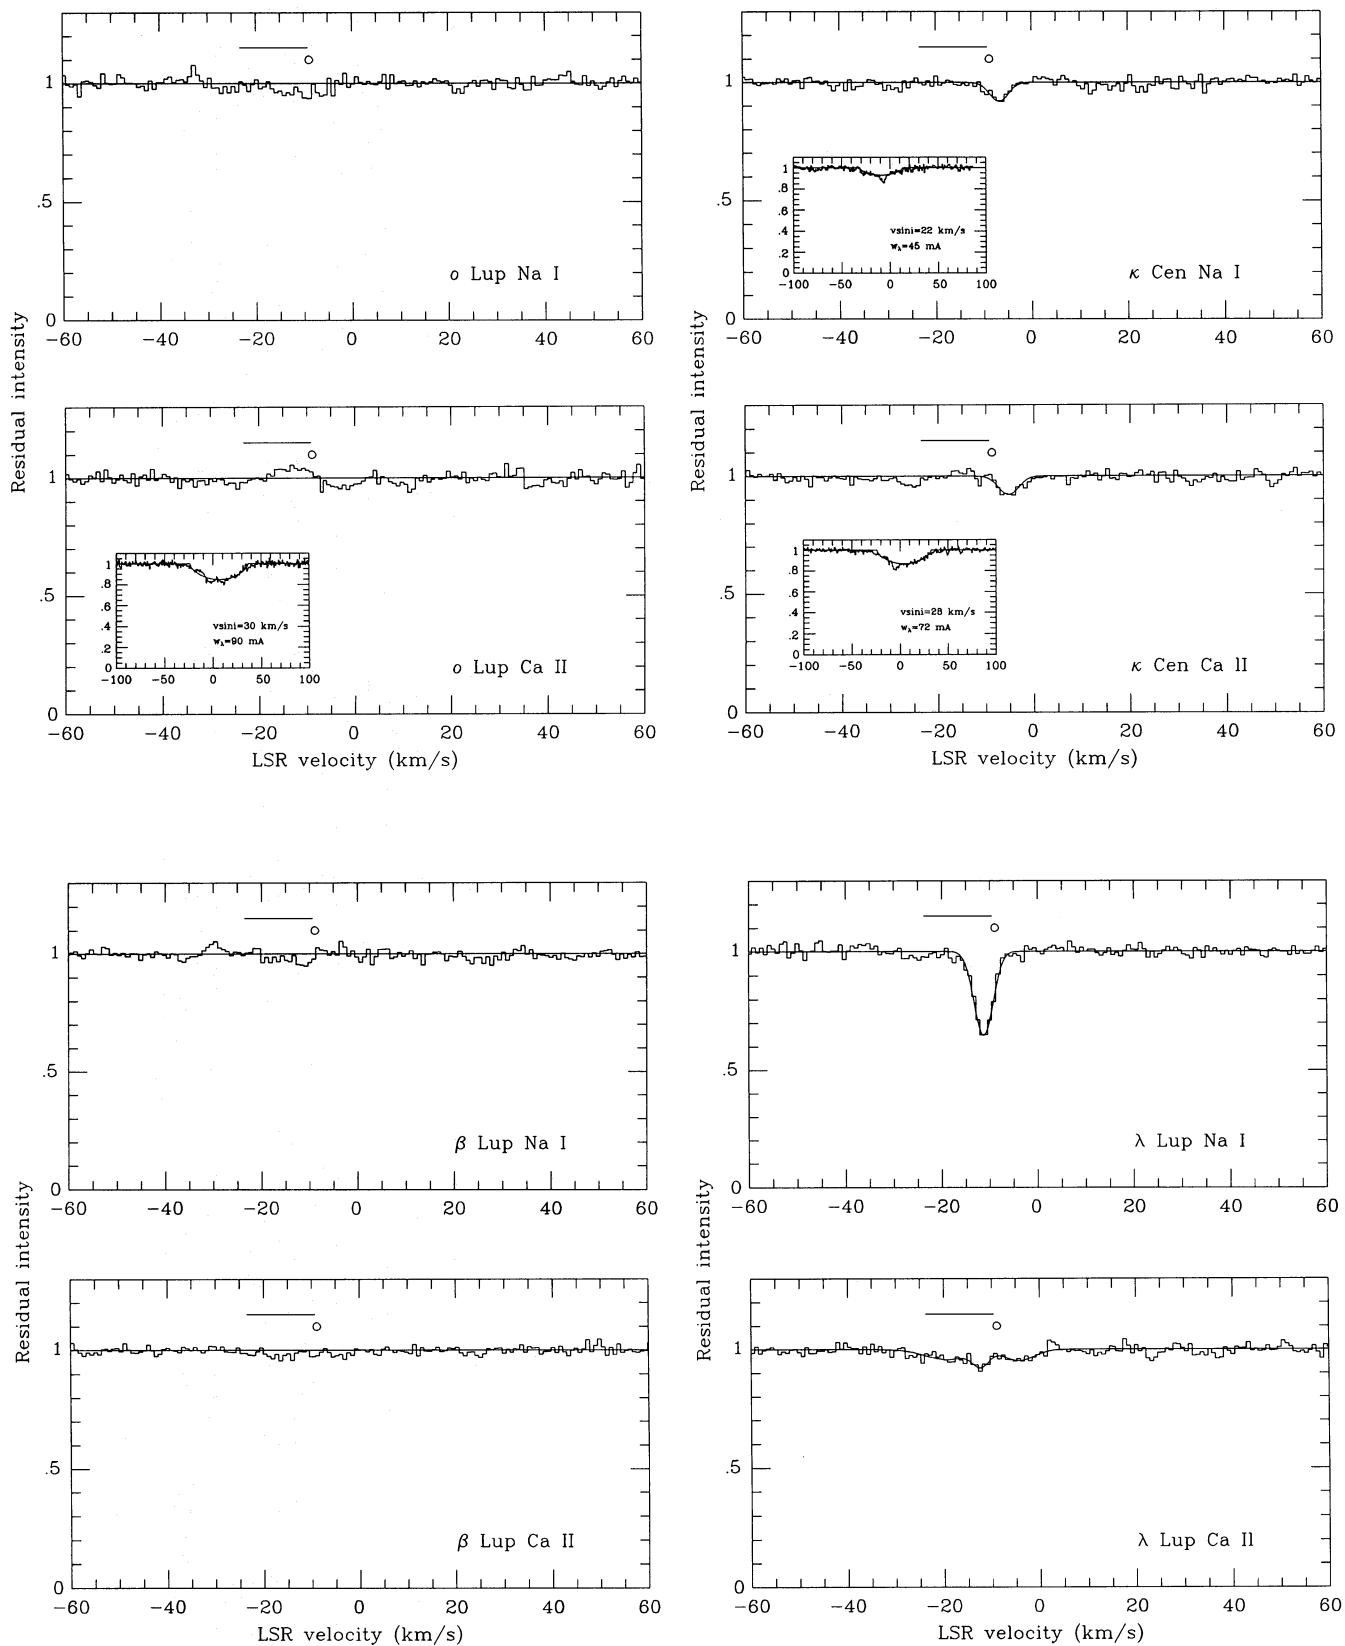 1
.5
0
o Lup Na I
−60 −40 −20 0 20 40 60
Residual intensity
1
.5
0
1
.8
.6
.4
.2
0
vsini=30 km/s
wλ=90 mA
−100 −50 0 50 100
o Lup Ca II
−60 −40 −20 0 20 40 60
LSR velocity (km/s)
1
.5
0
1
.8
.6
.4
.2
0
vsini=22 km/s
wλ=45 mA
−100 −50 0 50 100
κ Cen Na I
−60 −40 −20 0 20 40 60
Residual intensity
1
.5
0
1
.8
.6
.4
.2
0
vsini=28 km/s
wλ=72 mA
−100 −50 0 50 100
κ Cen Ca II
−60 −40 −20 0 20 40 60
LSR velocity (km/s)
1
.5
0
β Lup Na I
−60 −40 −20 0 20 40 60
Residual intensity
1
.5
0
β Lup Ca II
−60 −40 −20 0 20 40 60
LSR velocity (km/s)
1
.5
0
λ Lup Na I
−60 −40 −20 0 20 40 60
Residual intensity
1
.5
0
λ Lup Ca II
−60 −40 −20 0 20 40 60
LSR velocity (km/s)